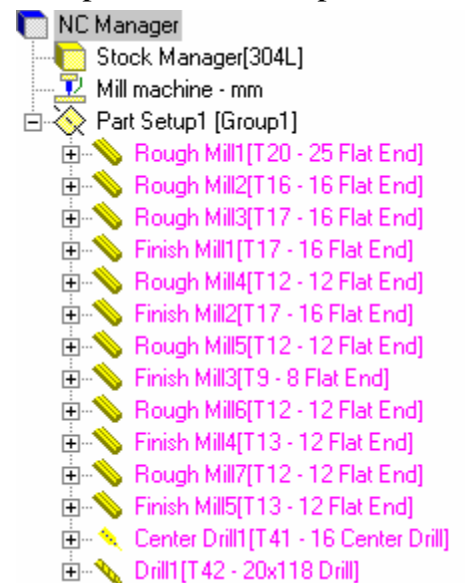 NC Manager
Stock Manager[304L]
Mill machine - mm
Part Setup1 [Group1]
Rough Mill1[T20 - 25 Flat End]
Rough Mill2[T16 - 16 Flat End]
Rough Mill3[T17 - 16 Flat End]
Finish Mill1[T17 - 16 Flat End]
Rough Mill4[T12 - 12 Flat End]
Finish Mill2[T17 - 16 Flat End]
Rough Mill5[T12 - 12 Flat End]
Finish Mill3[T9 - 8 Flat End]
Rough Mill6[T12 - 12 Flat End]
Finish Mill4[T13 - 12 Flat End]
Rough Mill7[T12 - 12 Flat End]
Finish Mill5[T13 - 12 Flat End]
Center Drill1[T41 - 16 Center Drill]
Drill1[T42 - 20x118 Drill]